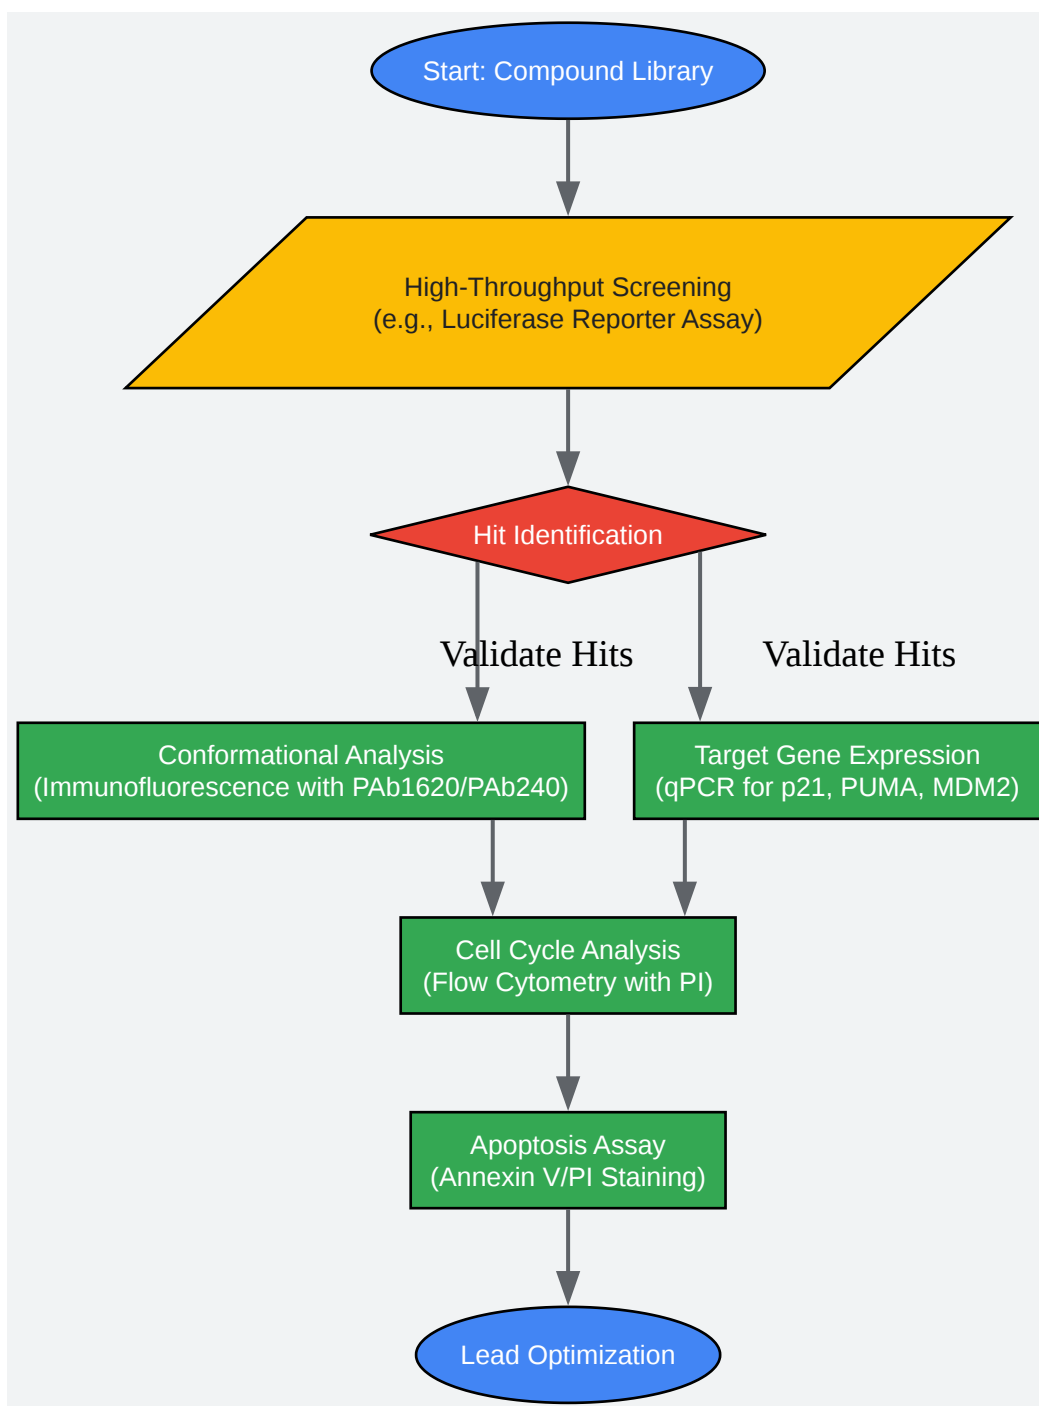 Start: Compound Library
High-Throughput Screening
(e.g., Luciferase Reporter Assay)
Hit Identification
Validate Hits
Validate Hits
Conformational Analysis
(Immunofluorescence with PAb1620/PAb240)
Target Gene Expression
(qPCR for p21, PUMA, MDM2)
Cell Cycle Analysis
(Flow Cytometry with PI)
Apoptosis Assay
(Annexin V/PI Staining)
Lead Optimization